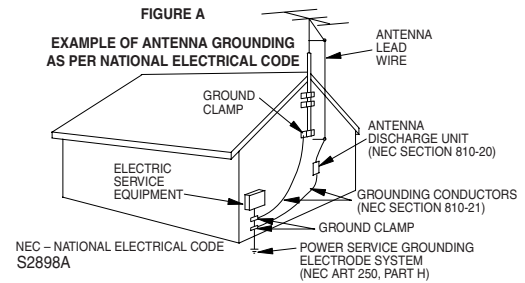 FIGURE A
EXAMPLE OF ANTENNA GROUNDING
AS PER NATIONAL ELECTRICAL CODE
ANTENNA
LEAD
WIRE
GROUND
CLAMP
ANTENNA
DISCHARGE UNIT
(NEC SECTION 810-20)
ELECTRIC
SERVICE
EQUIPMENT
GROUNDING CONDUCTORS
(NEC SECTION 810-21)
GROUND CLAMP
NEC – NATIONAL ELECTRICAL CODE
S2898A
POWER SERVICE GROUNDING
ELECTRODE SYSTEM
(NEC ART 250, PART H)